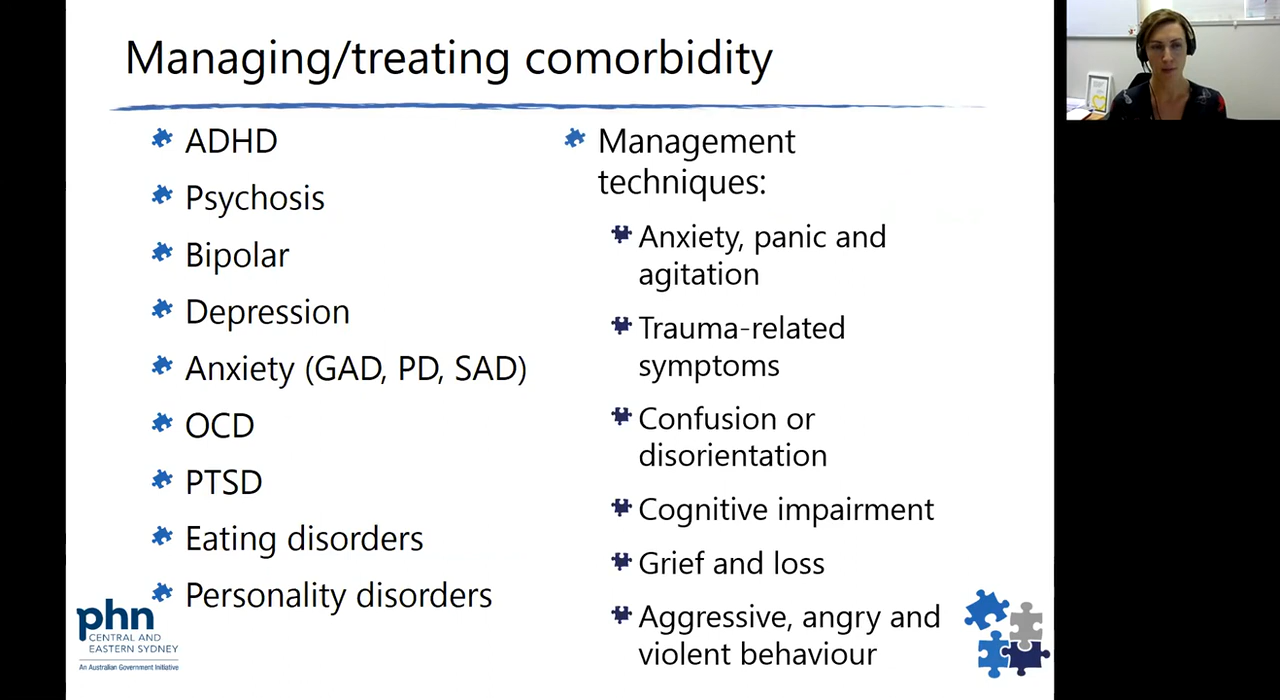 Managing/treating comorbidity
ADHD
Psychosis
Bipolar
Depression
Anxiety (GAD, PD, SAD)
OCD
PTSD
Eating disorders
Personality disorders
Management
techniques:
Anxiety, panic and
agitation
Trauma-related
symptoms
Confusion or
disorientation
Cognitive impairment
Grief and loss
Aggressive, angry and
violent behaviour
phn
CENTRAL AND
EASTERN SYDNEY
An Australian Government Initiative